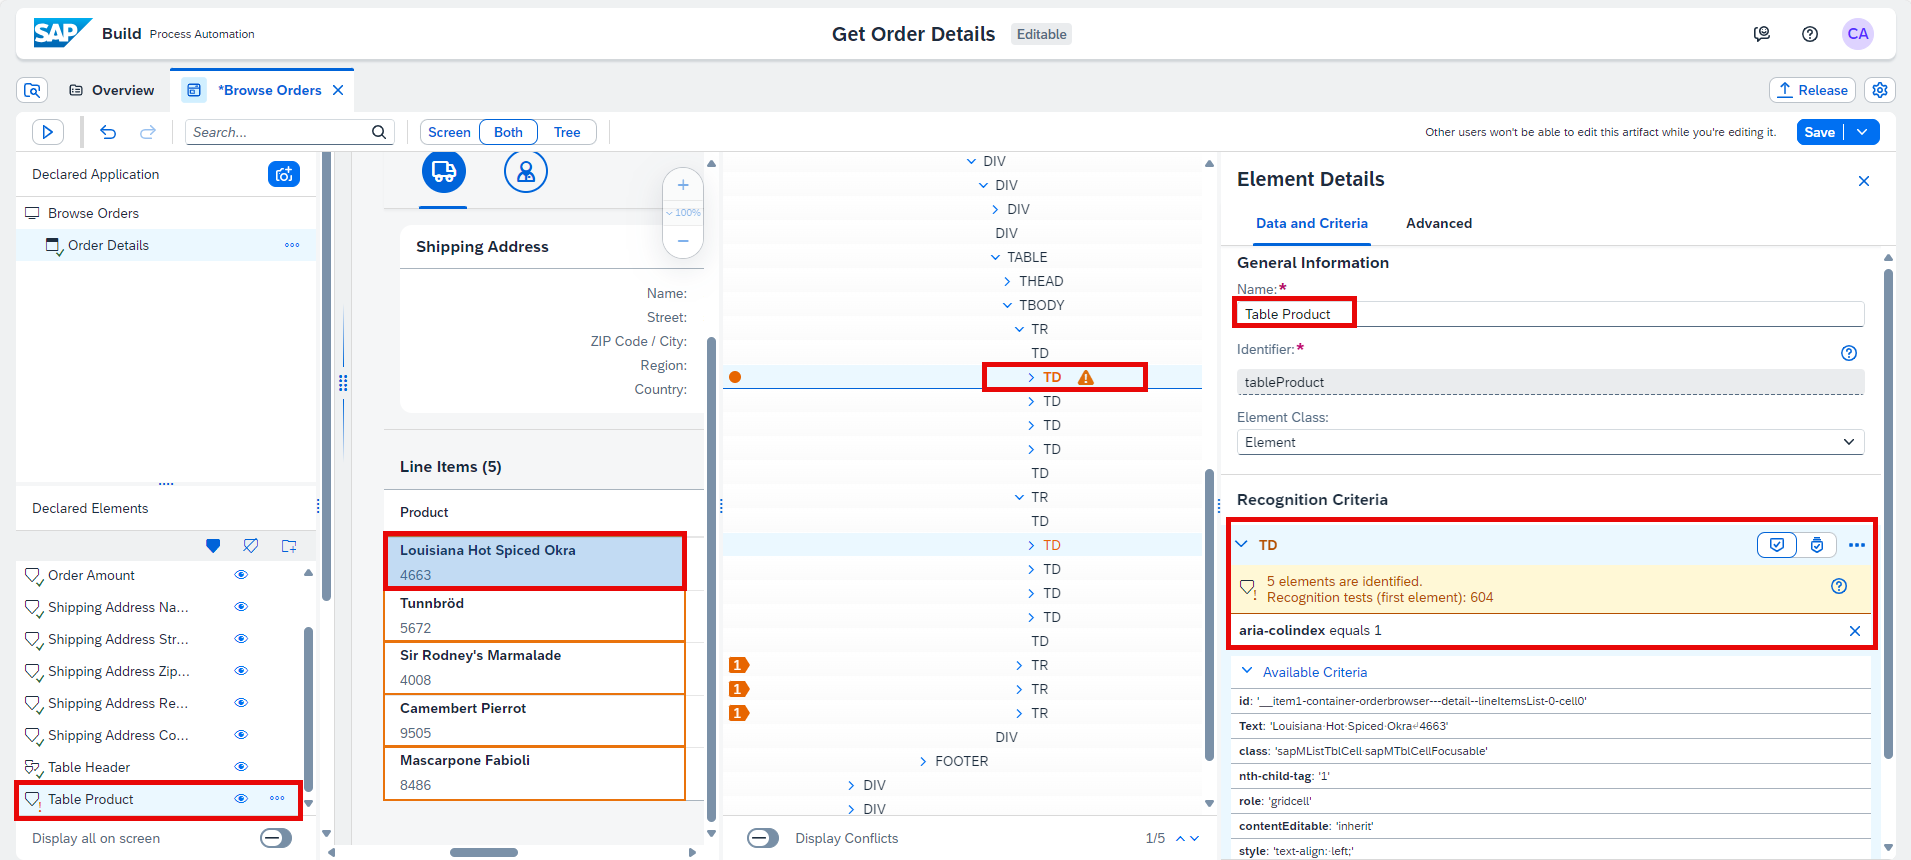 SAP Build Process Automation
Get Order Details Editable
CA
Overview
*Browse Orders
Release
Search...
Screen Both Tree
Other users won't be able to edit this artifact while you're editing it.
Save
Declared Application
Browse Orders
Order Details
Declared Elements
Order Amount
Shipping Address Na...
Shipping Address Str...
Shipping Address Zip...
Shipping Address Re...
Shipping Address Co...
Table Header
Table Product
Display all on screen
100%
Shipping Address
Name:
Street:
ZIP Code / City:
Region:
Country:
Line Items (5)
Product
Louisiana Hot Spiced Okra
4663
Tunnbröd
5672
Sir Rodney's Marmalade
4008
Camembert Pierrot
9505
Mascarpone Fabioli
8486
DIV
DIV
DIV
DIV
TABLE
THEAD
TBODY
TR
TD
TD
TD
TD
TD
TD
TR
TD
TD
TD
TD
TD
TD
1 TR
1 TR
1 TR
DIV
FOOTER
DIV
DIV
Display Conflicts
1/5
Element Details
Data and Criteria Advanced
General Information
Name:*
Table Product
Identifier:*
tableProduct
Element Class:
Element
Recognition Criteria
TD
5 elements are identified.
Recognition tests (first element): 604
aria-colindex equals 1
Available Criteria
id: '__item1-container-orderbrowser---detail--lineItemsList-0-cell0'
Text: 'Louisiana·Hot·Spiced·Okra↵4663'
class: 'sapMListTblCell·sapMTblCellFocusable'
nth-child-tag: '1'
role: 'gridcell'
contentEditable: 'inherit'
style: 'text-align:·left;'